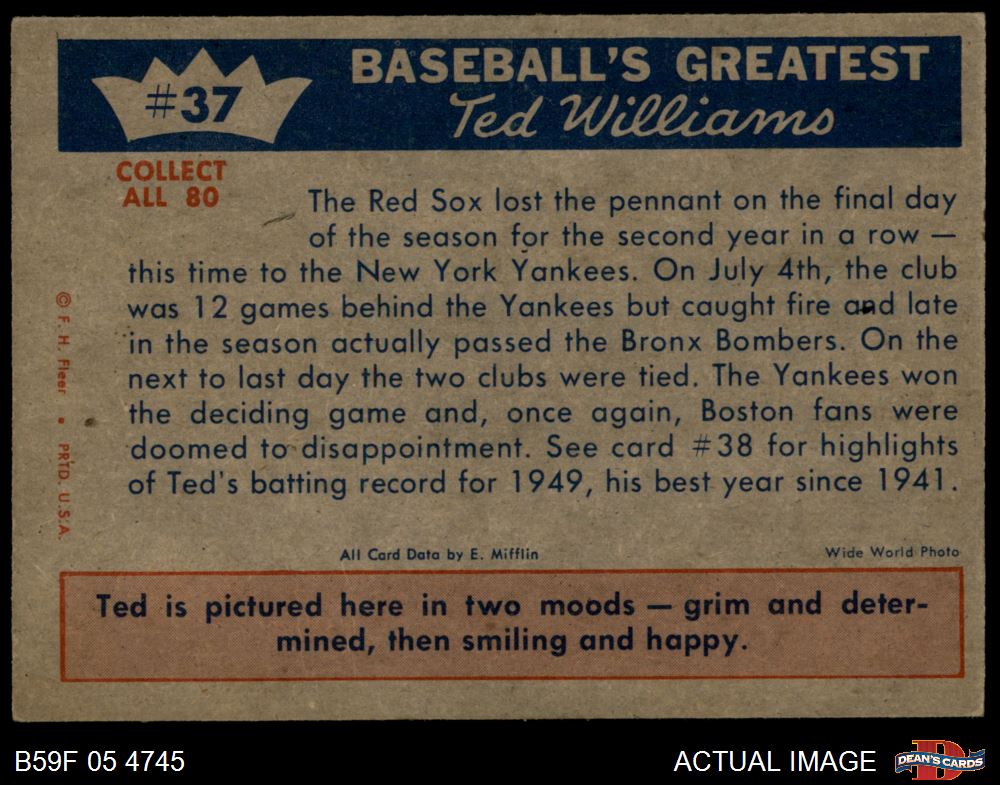 #37
BASEBALL'S GREATEST
Ted Williams
COLLECT
ALL 80
The Red Sox lost the pennant on the final day
of the season for the second year in a row —
this time to the New York Yankees. On July 4th, the club
was 12 games behind the Yankees but caught fire and late
in the season actually passed the Bronx Bombers. On the
next to last day the two clubs were tied. The Yankees won
the deciding game and, once again, Boston fans were
doomed to disappointment. See card #38 for highlights
of Ted's batting record for 1949, his best year since 1941.
© F. H. Fleer • PRTD. U.S.A.
All Card Data by E. Mifflin
Wide World Photo
Ted is pictured here in two moods — grim and deter-
mined, then smiling and happy.
B59F 05 4745
ACTUAL IMAGE
D
DEAN'S CARDS